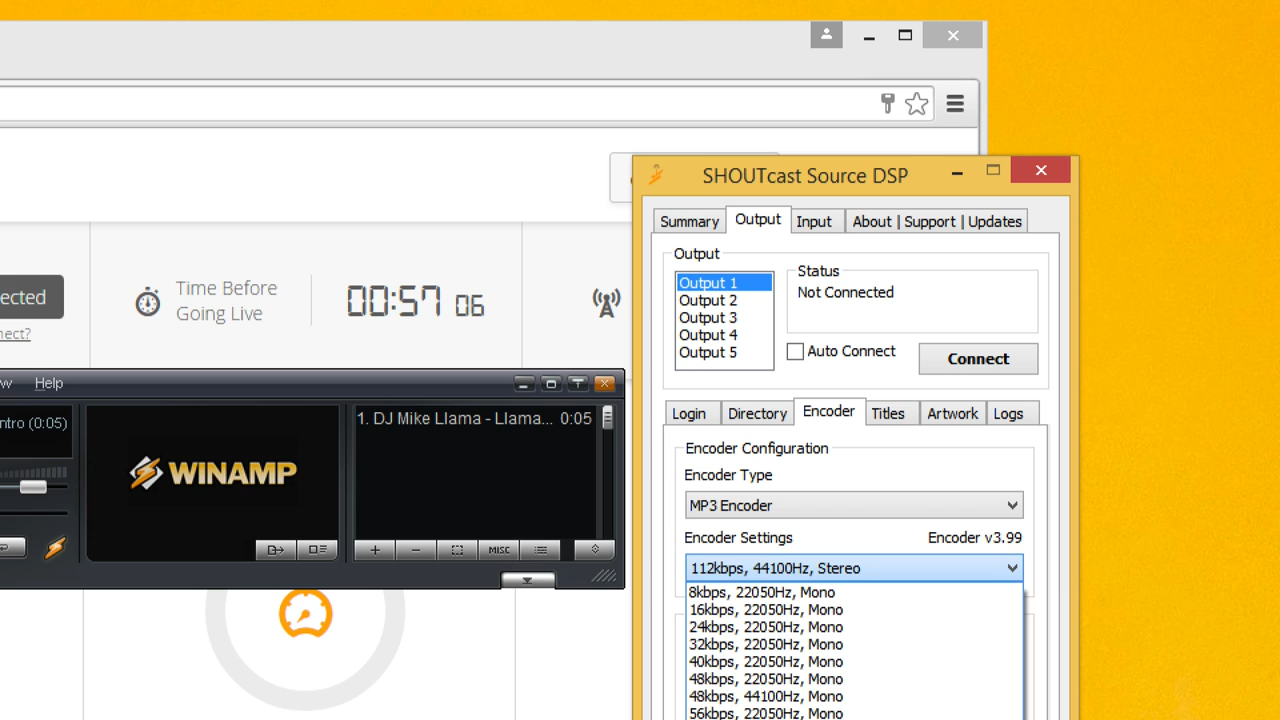 SHOUTcast Source DSP
Summary
Output
Input
About | Support | Updates
Output
Output 1
Output 2
Output 3
Output 4
Output 5
Status
Not Connected
Auto Connect
Connect
ected
nect?
Time Before
Going Live
00:57 06
Help
ntro (0:05)
WINAMP
1. DJ Mike Llama - Llama... 0:05
MISC
Login
Directory
Encoder
Titles
Artwork
Logs
Encoder Configuration
Encoder Type
MP3 Encoder
Encoder Settings
Encoder v3.99
112kbps, 44100Hz, Stereo
8kbps, 22050Hz, Mono
16kbps, 22050Hz, Mono
24kbps, 22050Hz, Mono
32kbps, 22050Hz, Mono
40kbps, 22050Hz, Mono
48kbps, 22050Hz, Mono
48kbps, 44100Hz, Mono
56kbps, 22050Hz, Mono